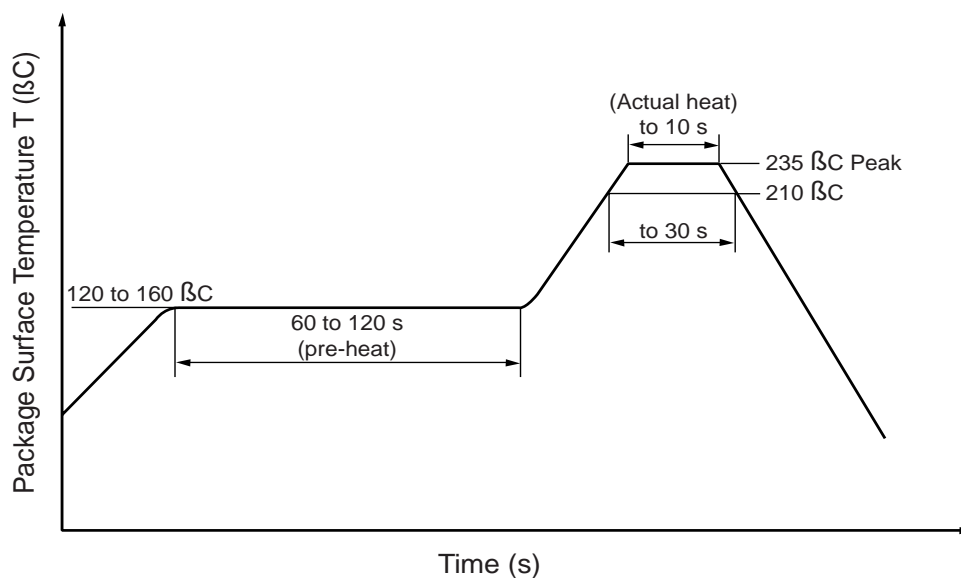 Package Surface Temperature T (ßC)
(Actual heat)
to 10 s
235 ßC Peak
210 ßC
to 30 s
120 to 160 ßC
60 to 120 s
(pre-heat)
Time (s)